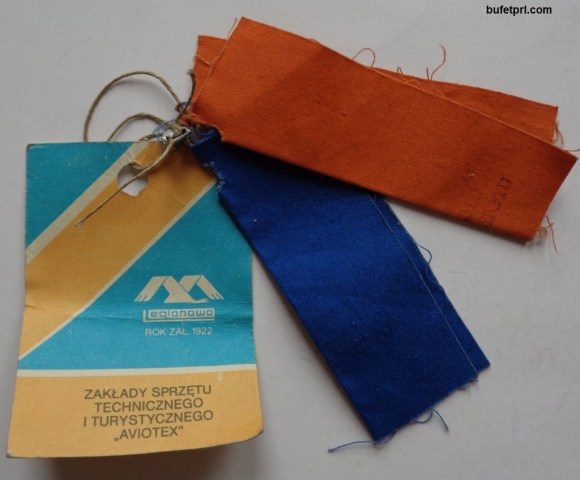 bufetprl.com
Legionowo
ROK ZAŁ. 1922
ZAKŁADY SPRZĘTU
TECHNICZNEGO
I TURYSTYCZNEGO
„AVIOTEX”